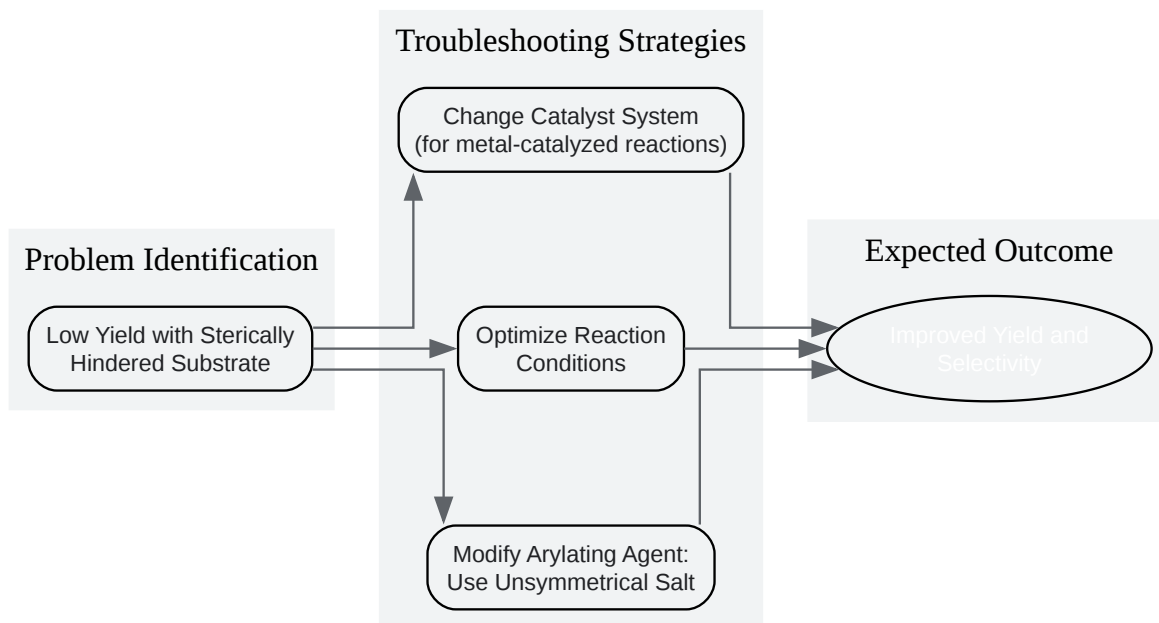 Troubleshooting Strategies
Change Catalyst System
(for metal-catalyzed reactions)
Problem Identification
Low Yield with Sterically
Hindered Substrate
Optimize Reaction
Conditions
Modify Arylating Agent:
Use Unsymmetrical Salt
Expected Outcome
Improved Yield and
Selectivity